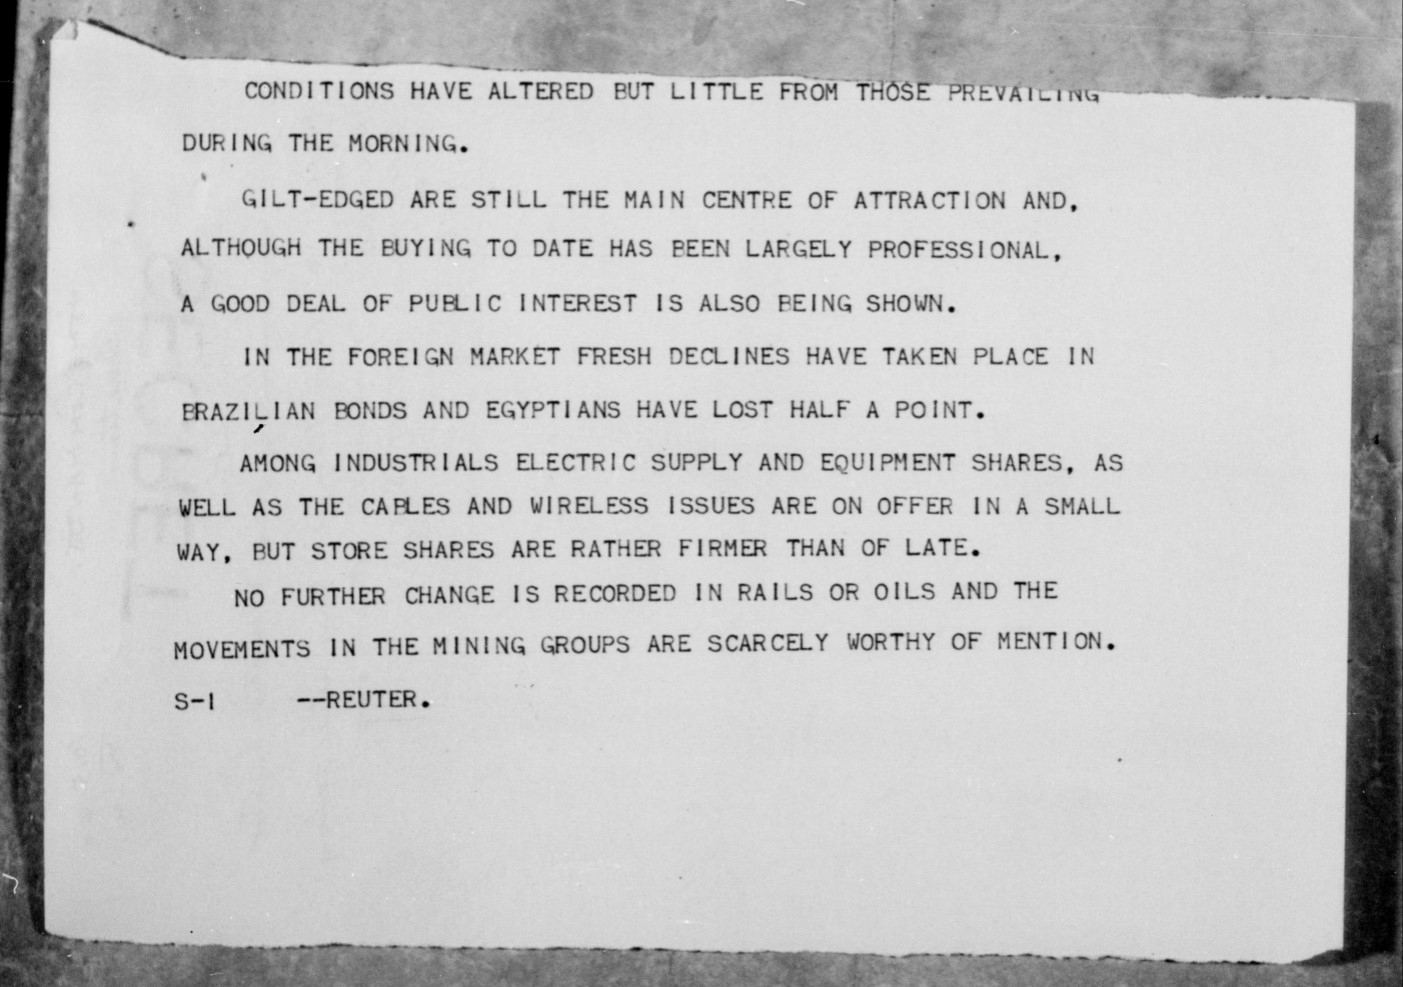 CONDITIONS HAVE ALTERED BUT LITTLE FROM THOSE PREVAILING
DURING THE MORNING.
GILT-EDGED ARE STILL THE MAIN CENTRE OF ATTRACTION AND,
ALTHOUGH THE BUYING TO DATE HAS BEEN LARGELY PROFESSIONAL,
A GOOD DEAL OF PUBLIC INTEREST IS ALSO BEING SHOWN.
IN THE FOREIGN MARKET FRESH DECLINES HAVE TAKEN PLACE IN
BRAZILIAN BONDS AND EGYPTIANS HAVE LOST HALF A POINT.
AMONG INDUSTRIALS ELECTRIC SUPPLY AND EQUIPMENT SHARES, AS
WELL AS THE CABLES AND WIRELESS ISSUES ARE ON OFFER IN A SMALL
WAY, BUT STORE SHARES ARE RATHER FIRMER THAN OF LATE.
NO FURTHER CHANGE IS RECORDED IN RAILS OR OILS AND THE
MOVEMENTS IN THE MINING GROUPS ARE SCARCELY WORTHY OF MENTION.
S-1 --REUTER.